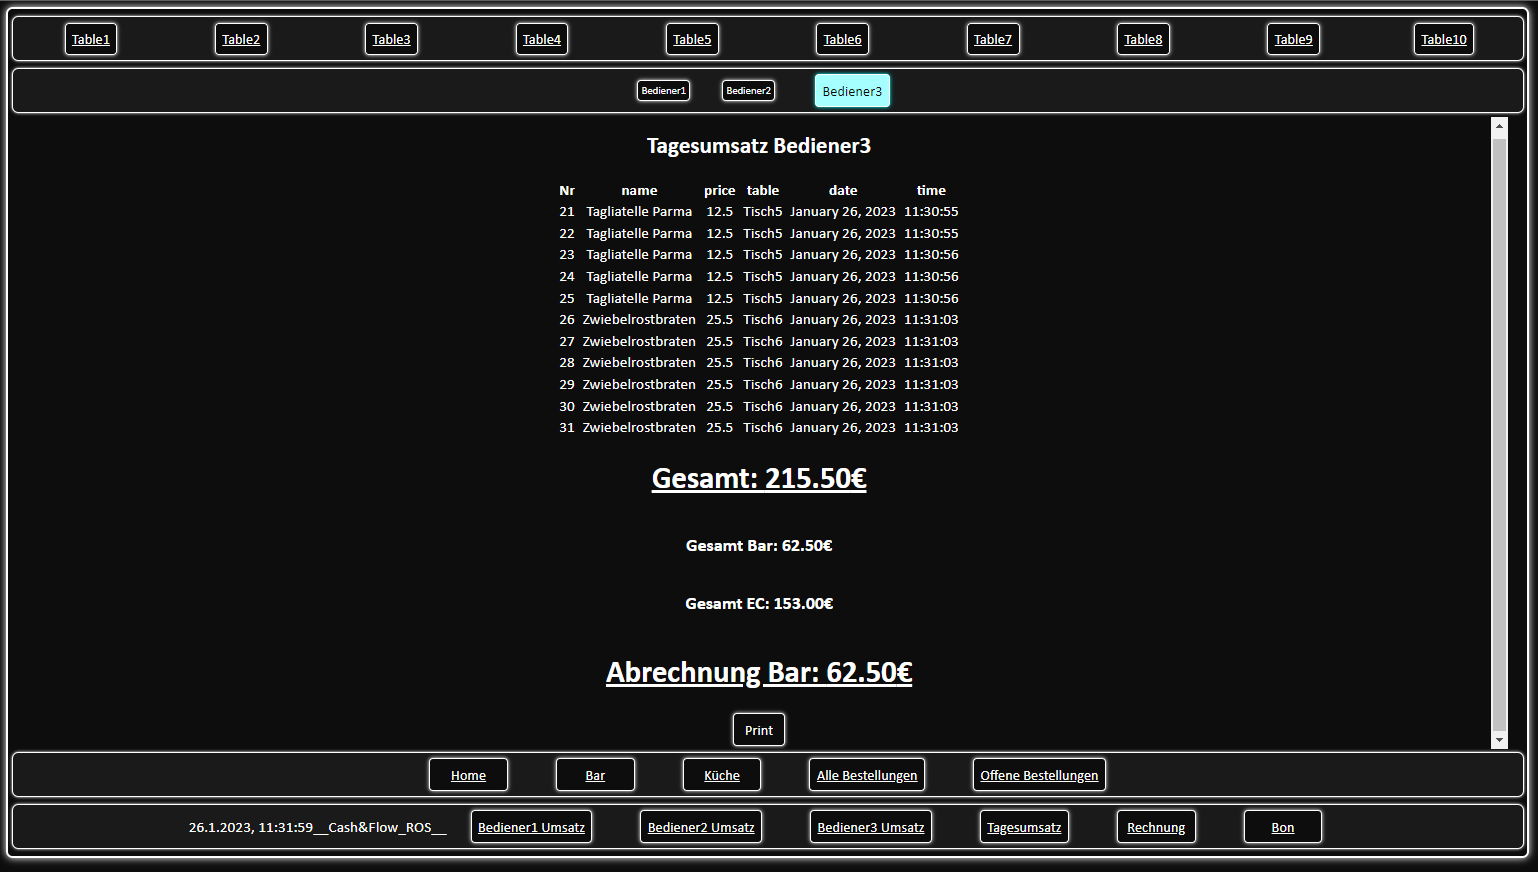 Table1 Table2 Table3 Table4 Table5 Table6 Table7 Table8 Table9 Table10
Bediener1 Bediener2 Bediener3
Tagesumsatz Bediener3
Nr name price table date time
21 Tagliatelle Parma 12.5 Tisch5 January 26, 2023 11:30:55
22 Tagliatelle Parma 12.5 Tisch5 January 26, 2023 11:30:55
23 Tagliatelle Parma 12.5 Tisch5 January 26, 2023 11:30:56
24 Tagliatelle Parma 12.5 Tisch5 January 26, 2023 11:30:56
25 Tagliatelle Parma 12.5 Tisch5 January 26, 2023 11:30:56
26 Zwiebelrostbraten 25.5 Tisch6 January 26, 2023 11:31:03
27 Zwiebelrostbraten 25.5 Tisch6 January 26, 2023 11:31:03
28 Zwiebelrostbraten 25.5 Tisch6 January 26, 2023 11:31:03
29 Zwiebelrostbraten 25.5 Tisch6 January 26, 2023 11:31:03
30 Zwiebelrostbraten 25.5 Tisch6 January 26, 2023 11:31:03
31 Zwiebelrostbraten 25.5 Tisch6 January 26, 2023 11:31:03
Gesamt: 215.50€
Gesamt Bar: 62.50€
Gesamt EC: 153.00€
Abrechnung Bar: 62.50€
Print
Home Bar Küche Alle Bestellungen Offene Bestellungen
26.1.2023, 11:31:59__Cash&Flow_ROS__ Bediener1 Umsatz Bediener2 Umsatz Bediener3 Umsatz Tagesumsatz Rechnung Bon